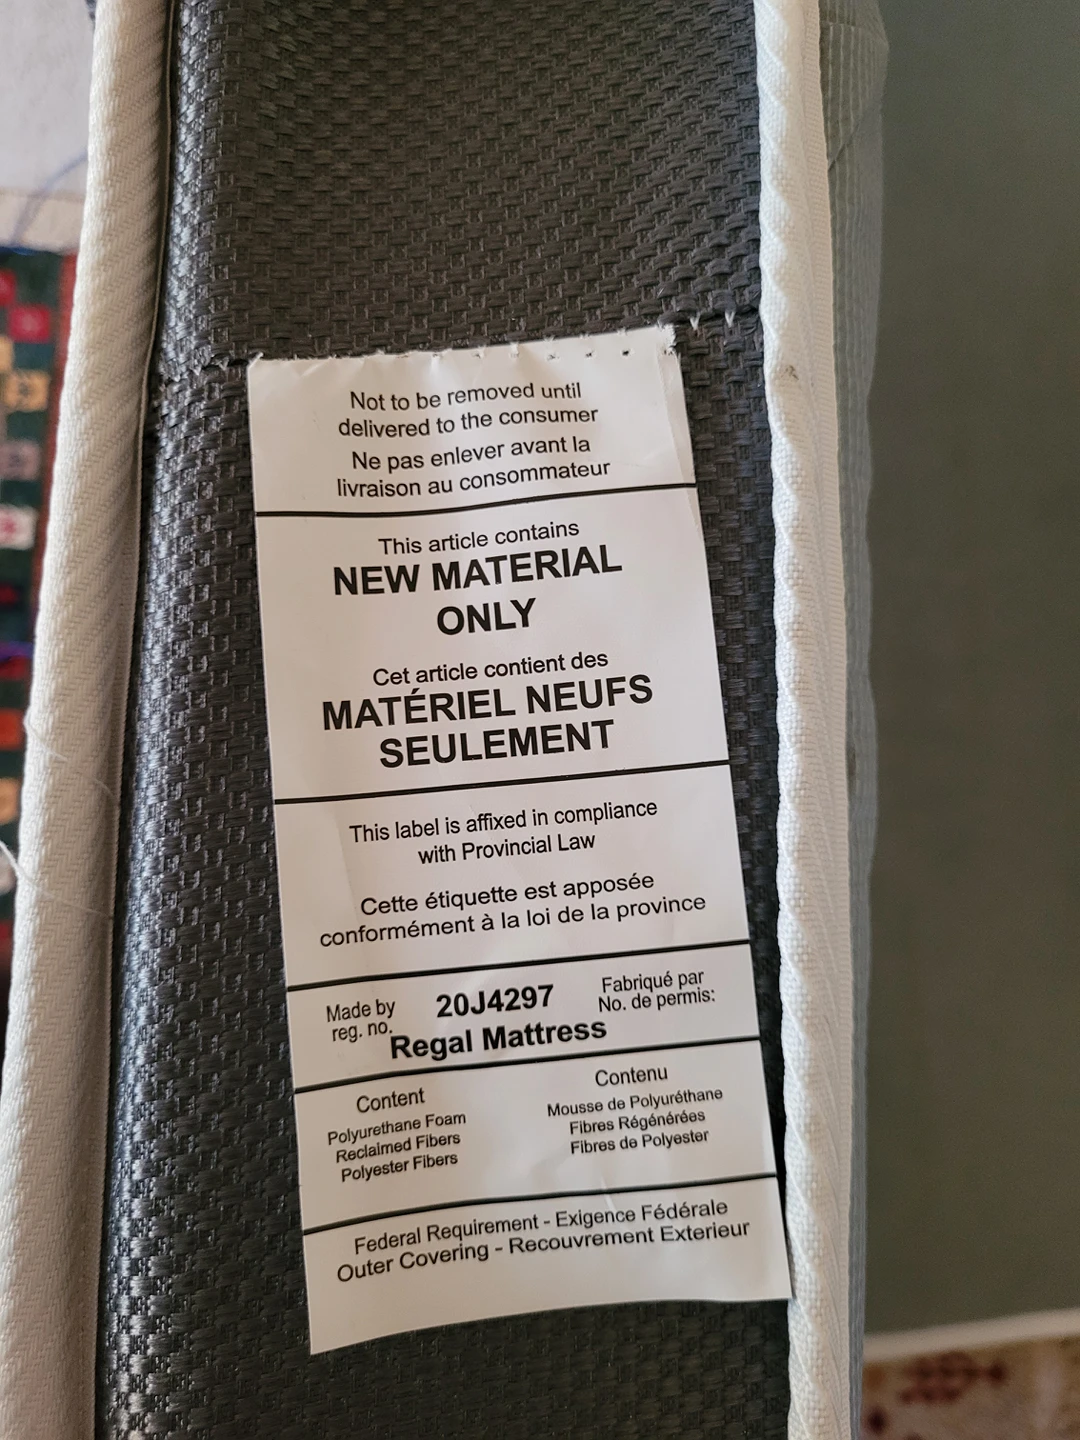 Not to be removed until
delivered to the consumer
Ne pas enlever avant la
livraison au consommateur
This article contains
NEW MATERIAL
ONLY
Cet article contient des
MATÉRIEL NEUFS
SEULEMENT
This label is affixed in compliance
with Provincial Law
Cette étiquette est apposée
conformément à la loi de la province
Made by
reg. no.
20J4297
Fabriqué par
No. de permis:
Regal Mattress
Content
Polyurethane Foam
Reclaimed Fibers
Polyester Fibers
Contenu
Mousse de Polyuréthane
Fibres Régénérées
Fibres de Polyester
Federal Requirement - Exigence Fédérale
Outer Covering - Recouvrement Exterieur